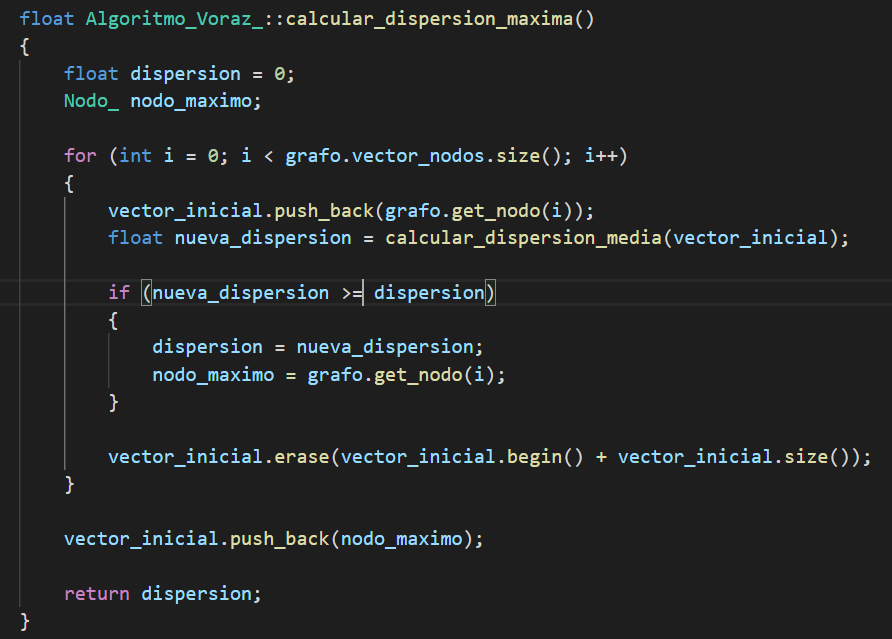 float Algoritmo_Voraz_::calcular_dispersion_maxima()
{
    float dispersion = 0;
    Nodo_ nodo_maximo;
    for (int i = 0; i < grafo.vector_nodos.size(); i++)
    {
        vector_inicial.push_back(grafo.get_nodo(i));
        float nueva_dispersion = calcular_dispersion_media(vector_inicial);
        if (nueva_dispersion >= dispersion)
        {
            dispersion = nueva_dispersion;
            nodo_maximo = grafo.get_nodo(i);
        }
        vector_inicial.erase(vector_inicial.begin() + vector_inicial.size());
    }
    vector_inicial.push_back(nodo_maximo);
    return dispersion;
}